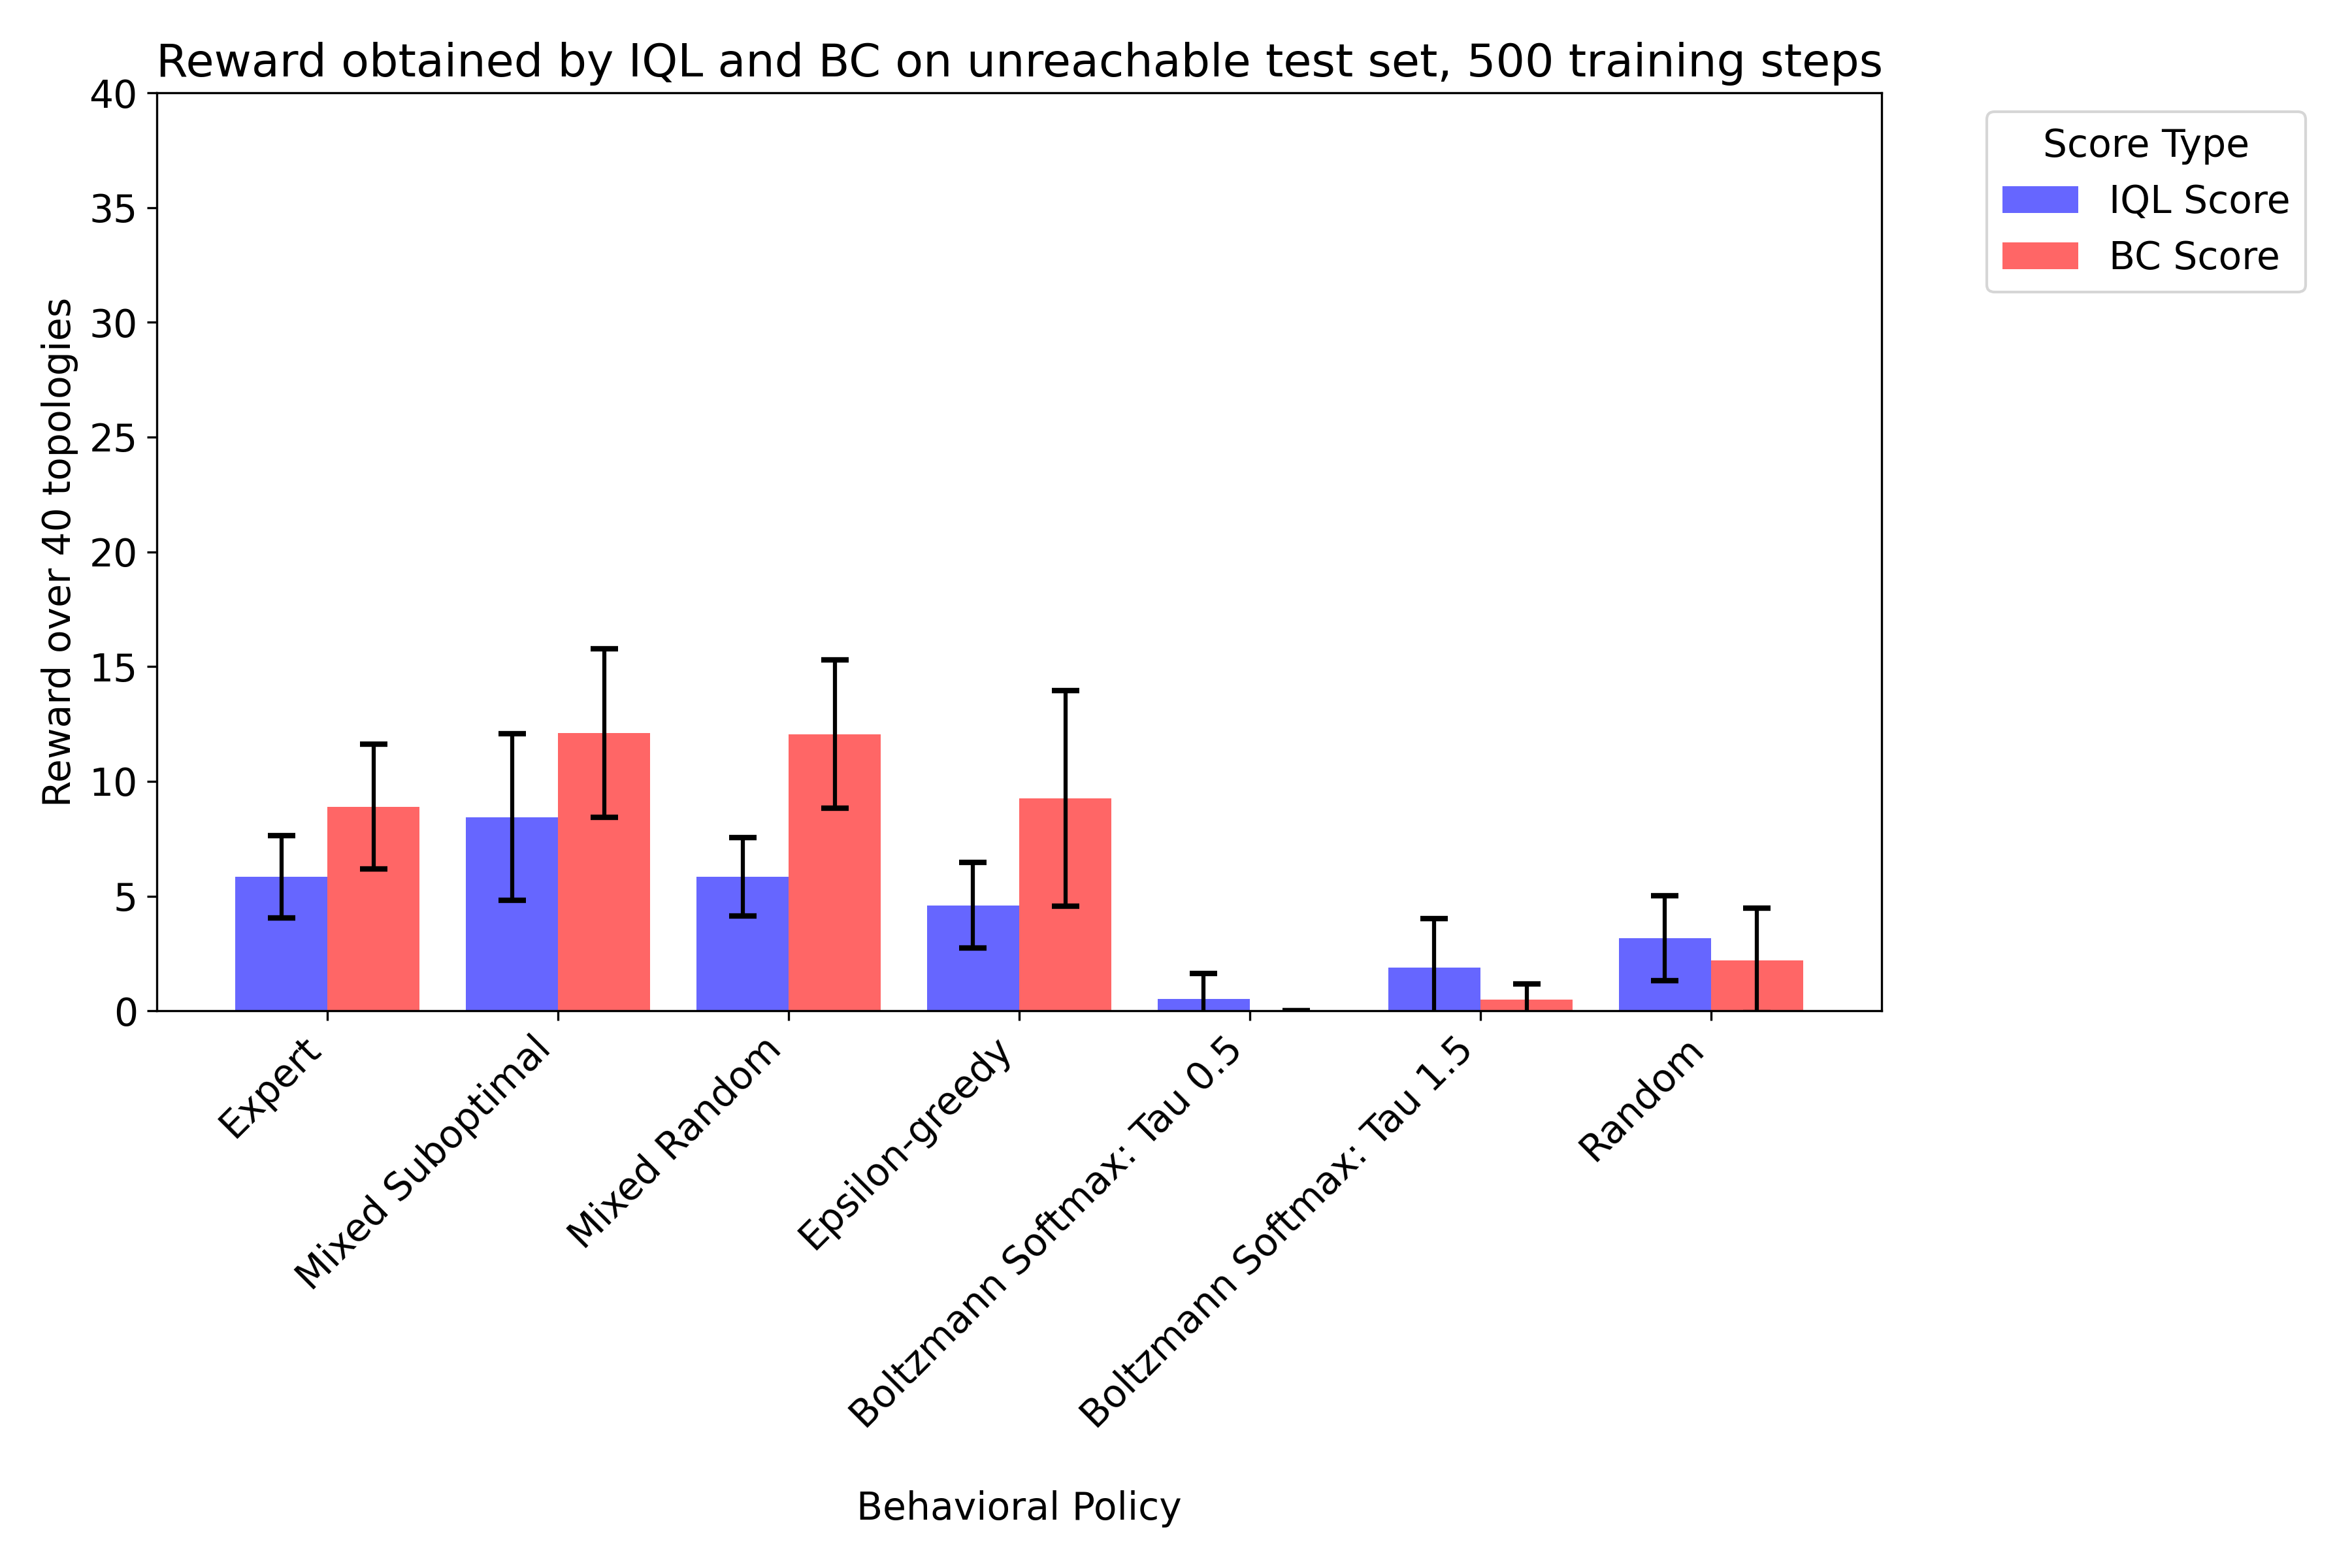 Reward obtained by IQL and BC on unreachable test set, 500 training steps
Score Type
IQL Score
BC Score
Reward over 40 topologies
40
35
30
25
20
15
10
5
0
Expert
Mixed Suboptimal
Mixed Random
Epsilon-greedy
Boltzmann Softmax: Tau 0.5
Boltzmann Softmax: Tau 1.5
Random
Behavioral Policy